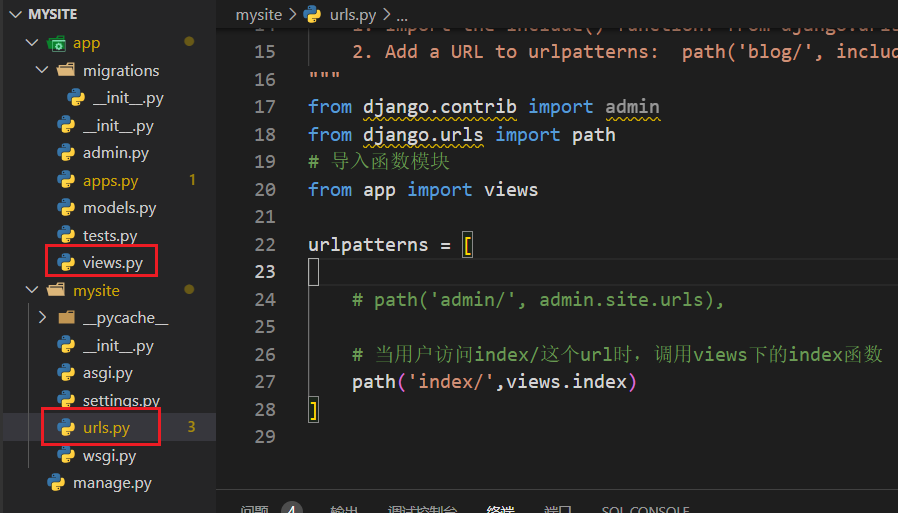 MYSITE
app
migrations
__init__.py
__init__.py
admin.py
apps.py 1
models.py
tests.py
views.py
mysite
__pycache__
__init__.py
asgi.py
settings.py
urls.py 3
wsgi.py
manage.py
mysite > urls.py > ...
14 1. Import the include() function: from django.urls
15 2. Add a URL to urlpatterns: path('blog/', includ
16 """
17 from django.contrib import admin
18 from django.urls import path
19 # 导入函数模块
20 from app import views
21
22 urlpatterns = [
23
24 # path('admin/', admin.site.urls),
25
26 # 当用户访问index/这个url时，调用views下的index函数
27 path('index/',views.index)
28 ]
29
问题 4 输出 调试控制台 终端 端口 SQL CONSOLE